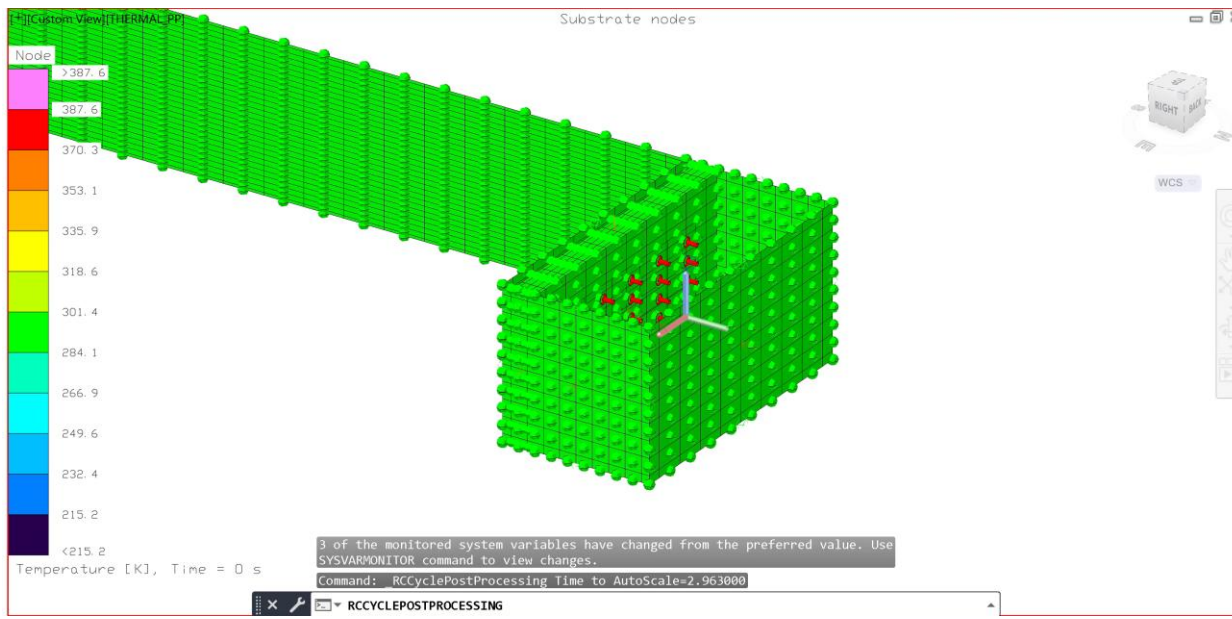 [+][Custom View][THERMAL_PP]
Substrate nodes
Node
>387.6
387.6
370.3
353.1
335.9
318.6
301.4
284.1
266.9
249.6
232.4
215.2
<215.2
Temperature [K], Time = 0 s
RIGHT
BACK
WCS
3 of the monitored system variables have changed from the preferred value. Use
SYSVARMONITOR command to view changes.
Command: _RCCyclePostProcessing Time to AutoScale=2.963000
RCCYCLEPOSTPROCESSING